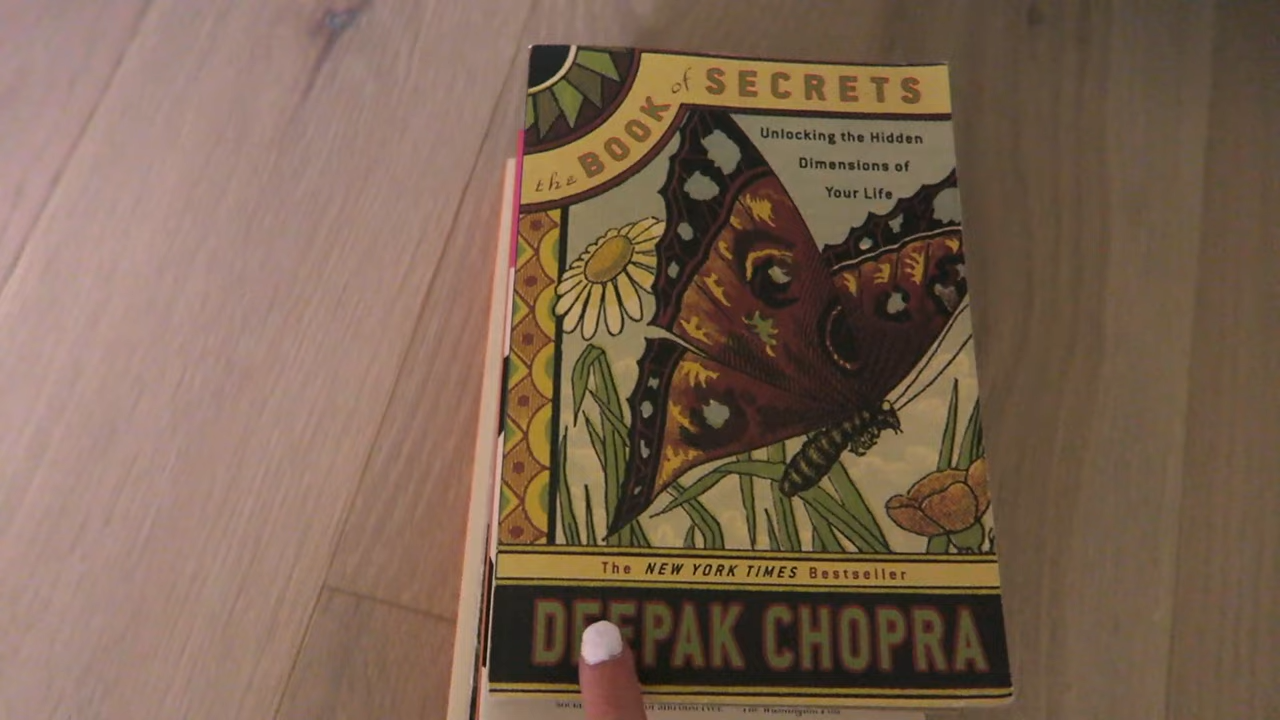 the BOOK of SECRETS
Unlocking the Hidden
Dimensions of
Your Life
The NEW YORK TIMES Bestseller
DEEPAK CHOPRA